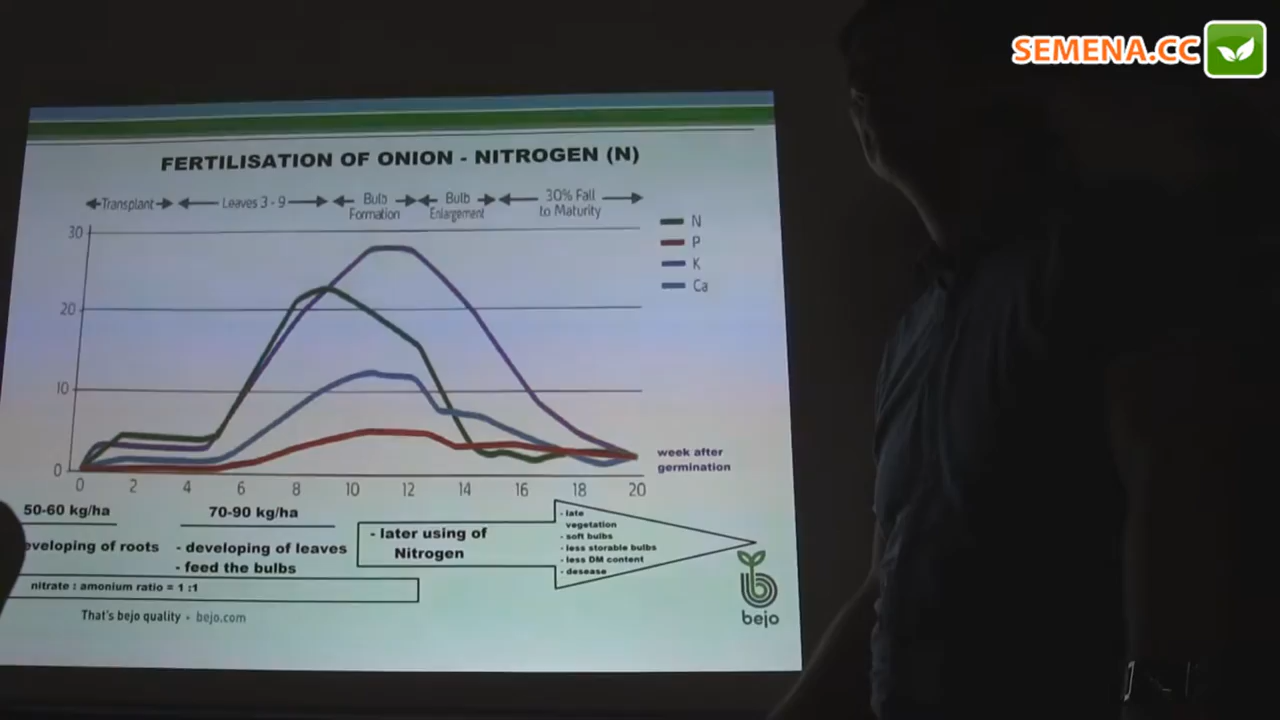 SEMENA.CC
FERTILISATION OF ONION - NITROGEN (N)
Transplant
Leaves 3 - 9
Bulb
Formation
Bulb
Enlargement
30% Fall
to Maturity
30
20
10
0
N
P
K
Ca
week after
germination
0 2 4 6 8 10 12 14 16 18 20
50-60 kg/ha
70-90 kg/ha
eveloping of roots
- developing of leaves
- feed the bulbs
- later using of
Nitrogen
- late
vegetation
- soft bulbs
- less storable bulbs
- less DM content
- desease
nitrate : amonium ratio = 1 :1
That's bejo quality • bejo.com
bejo